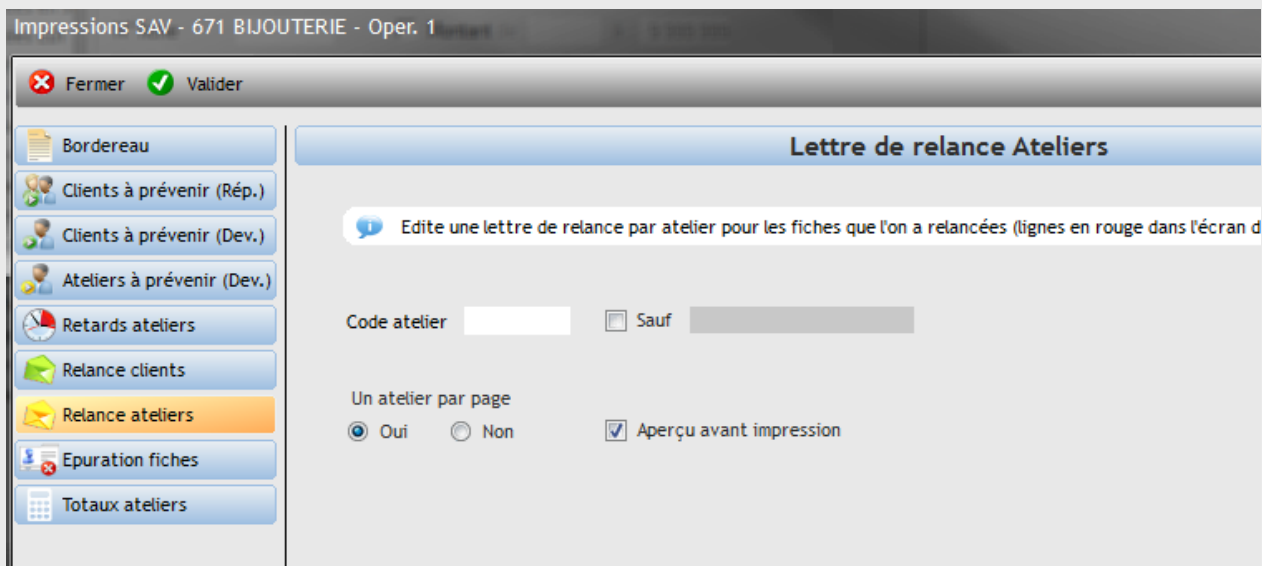 Impressions SAV - 671 BIJOUTERIE - Oper. 1
Fermer Valider
Bordereau
Clients à prévenir (Rép.)
Clients à prévenir (Dev.)
Ateliers à prévenir (Dev.)
Retards ateliers
Relance clients
Relance ateliers
Epuration fiches
Totaux ateliers
Lettre de relance Ateliers
Edite une lettre de relance par atelier pour les fiches que l'on a relancées (lignes en rouge dans l'écran d
Code atelier Sauf
Un atelier par page
Oui Non Aperçu avant impression